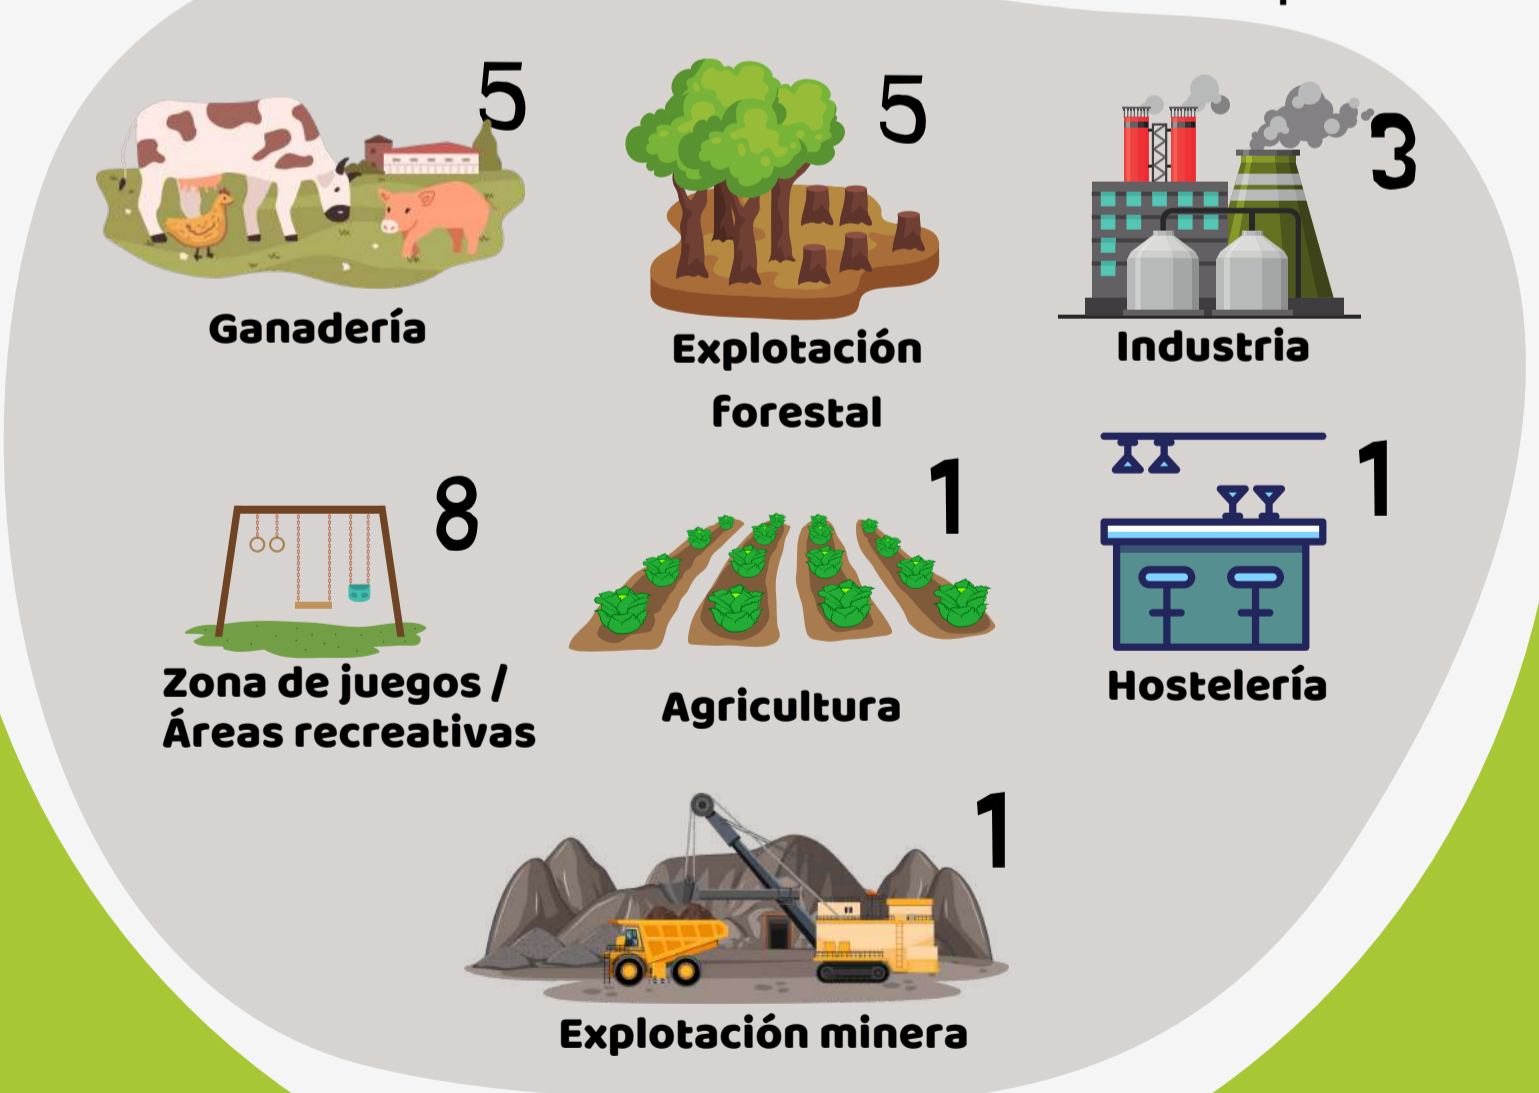 5
Ganadería
5
Explotación
forestal
3
Industria
8
Zona de juegos /
Áreas recreativas
1
Agricultura
1
Hostelería
1
Explotación minera